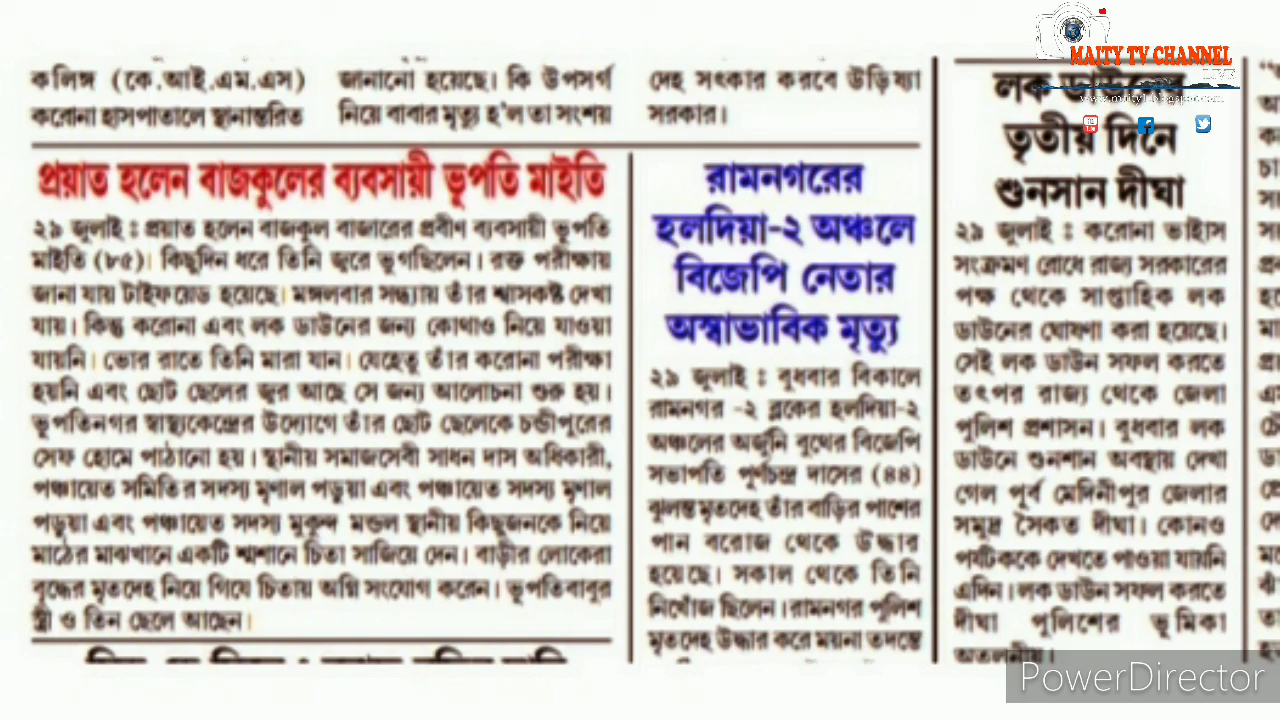 কলিঙ্গ (কে.আই.এম.এস)
করোনা হাসপাতালে স্থানান্তরিত
উপসর্গ
নিয়ে বাবার মৃত্যু হ'ল তা সংশয়
দেহ সৎকার করবে উড়িষ্যা
সরকার।
প্রয়াত হলেন বাজকুলের ব্যবসায়ী ভূপতি মাইতি
২৯ জুলাই : প্রয়াত হলেন বাজকুল বাজারের প্রবীণ ব্যবসায়ী ভূপতি
মাইতি (৮৫)। কিছুদিন ধরে তিনি জ্বরে ভূগছিলেন। রক্ত পরীক্ষায়
জানা যায় টাইফয়েড হয়েছে। মঙ্গলবার সন্ধ্যায় তাঁর শ্বাসকষ্ট দেখা
যায়। কিন্তু করোনা এবং লক ডাউনের জন্য কোথাও নিয়ে যাওয়া
যায়নি। ভোর রাতে তিনি মারা যান। যেহেতু তাঁর করোনা পরীক্ষা
হয়নি এবং ছোট ছেলের জ্বর আছে সে জন্য আলোচনা শুরু হয়।
ভূপতিনগর স্বাস্থ্যকেন্দ্রের উদ্যোগে তাঁর ছোট ছেলেকে চন্ডীপুরের
সেফ হোমে পাঠানো হয়। স্থানীয় সমাজসেবী সাধন দাস অধিকারী,
পঞ্চায়েত সমিতির সদস্য মৃণাল পড়ুয়া এবং পঞ্চায়েত সদস্য মৃণাল
পড়ুয়া এবং পঞ্চায়েত সদস্য মুকুন্দ মন্ডল স্থানীয় কিছুজনকে নিয়ে
মাঠের মাঝখানে একটি শ্মশানে চিতা সাজিয়ে দেন। বাড়ীর লোকেরা
বৃদ্ধের মৃতদেহ নিয়ে গিয়ে চিতায় অগ্নি সংযোগ করেন। ভূপতিবাবুর
স্ত্রী ও তিন ছেলে আছেন।
রামনগরের
হলদিয়া-২ অঞ্চলে
বিজেপি নেতার
অস্বাভাবিক মৃত্যু
২৯ জুলাই : বুধবার বিকালে
রামনগর -২ ব্লকের হলদিয়া-২
অঞ্চলের অর্জুনি বুথের বিজেপি
সভাপতি পূর্ণচন্দ্র দাসের (৪৪)
ঝুলন্ত মৃতদেহ তাঁর বাড়ির পাশের
পান বরোজ থেকে উদ্ধার
হয়েছে। সকাল থেকে তিনি
নিখোঁজ ছিলেন। রামনগর পুলিশ
মৃতদেহ উদ্ধার করে ময়না তদন্তে
লক ডাউনের
তৃতীয় দিনে
শুনসান দীঘা
২৯ জুলাই : করোনা ভাইাস
সংক্রমণ রোধে রাজ্য সরকারের
পক্ষ থেকে সাপ্তাহিক লক
ডাউনের ঘোষণা করা হয়েছে।
সেই লক ডাউন সফল করতে
তৎপর রাজ্য থেকে জেলা
পুলিশ প্রশাসন। বুধবার লক
ডাউনে শুনশান অবস্থায় দেখা
গেল পূর্ব মেদিনীপুর জেলার
সমুদ্র সৈকত দীঘা। কোনও
পর্যটককে দেখতে পাওয়া যায়নি
এদিন। লক ডাউন সফল করতে
দীঘা পুলিশের ভূমিকা
অতুলনীয়।
MAITY TV CHANNEL
PowerDirector